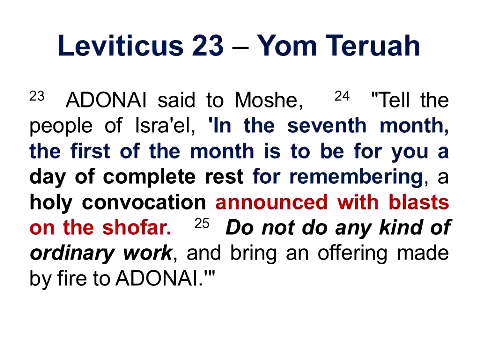 Leviticus 23 – Yom Teruah
23 ADONAI said to Moshe, 24 "Tell the
people of Isra'el, 'In the seventh month,
the first of the month is to be for you a
day of complete rest for remembering, a
holy convocation announced with blasts
on the shofar. 25 Do not do any kind of
ordinary work, and bring an offering made
by fire to ADONAI.'"